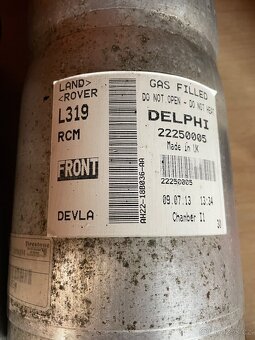 LAND>
<ROVER
L319
RCM
FRONT
DEVLA
AH22-18B036-AA
GAS FILLED
DO NOT OPEN - DO NOT HEAT
DELPHI
22250005
Made in UK
22250005
09.07.13 13:34
Chamber I1